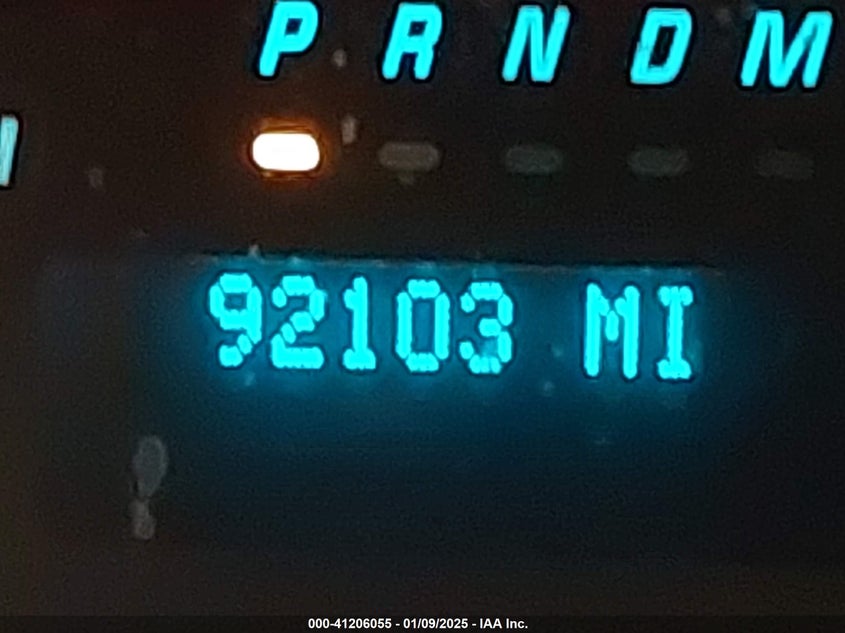 P R N D M
92103 MI
000-41206055 - 01/09/2025 - IAA Inc.